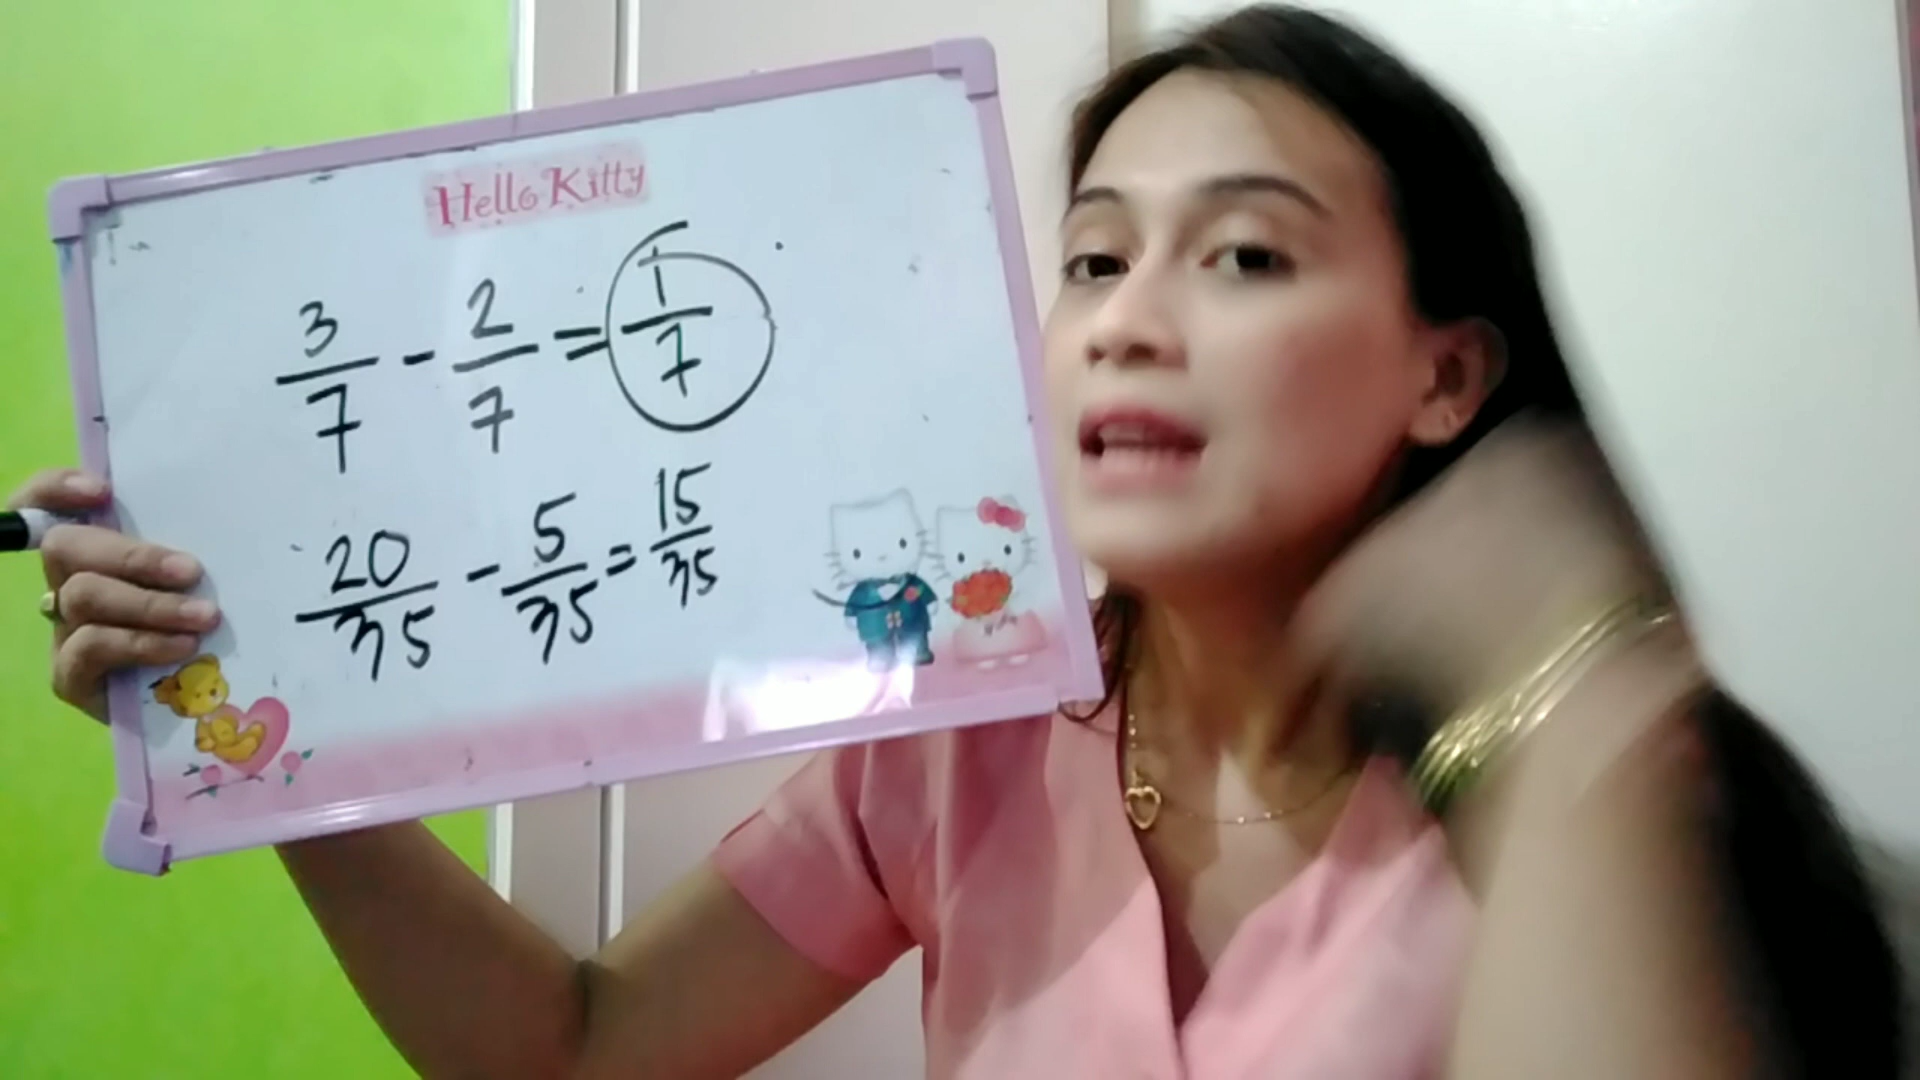 Hello Kitty
3/7 - 2/7 = 1/7
20/35 - 5/35 = 15/35